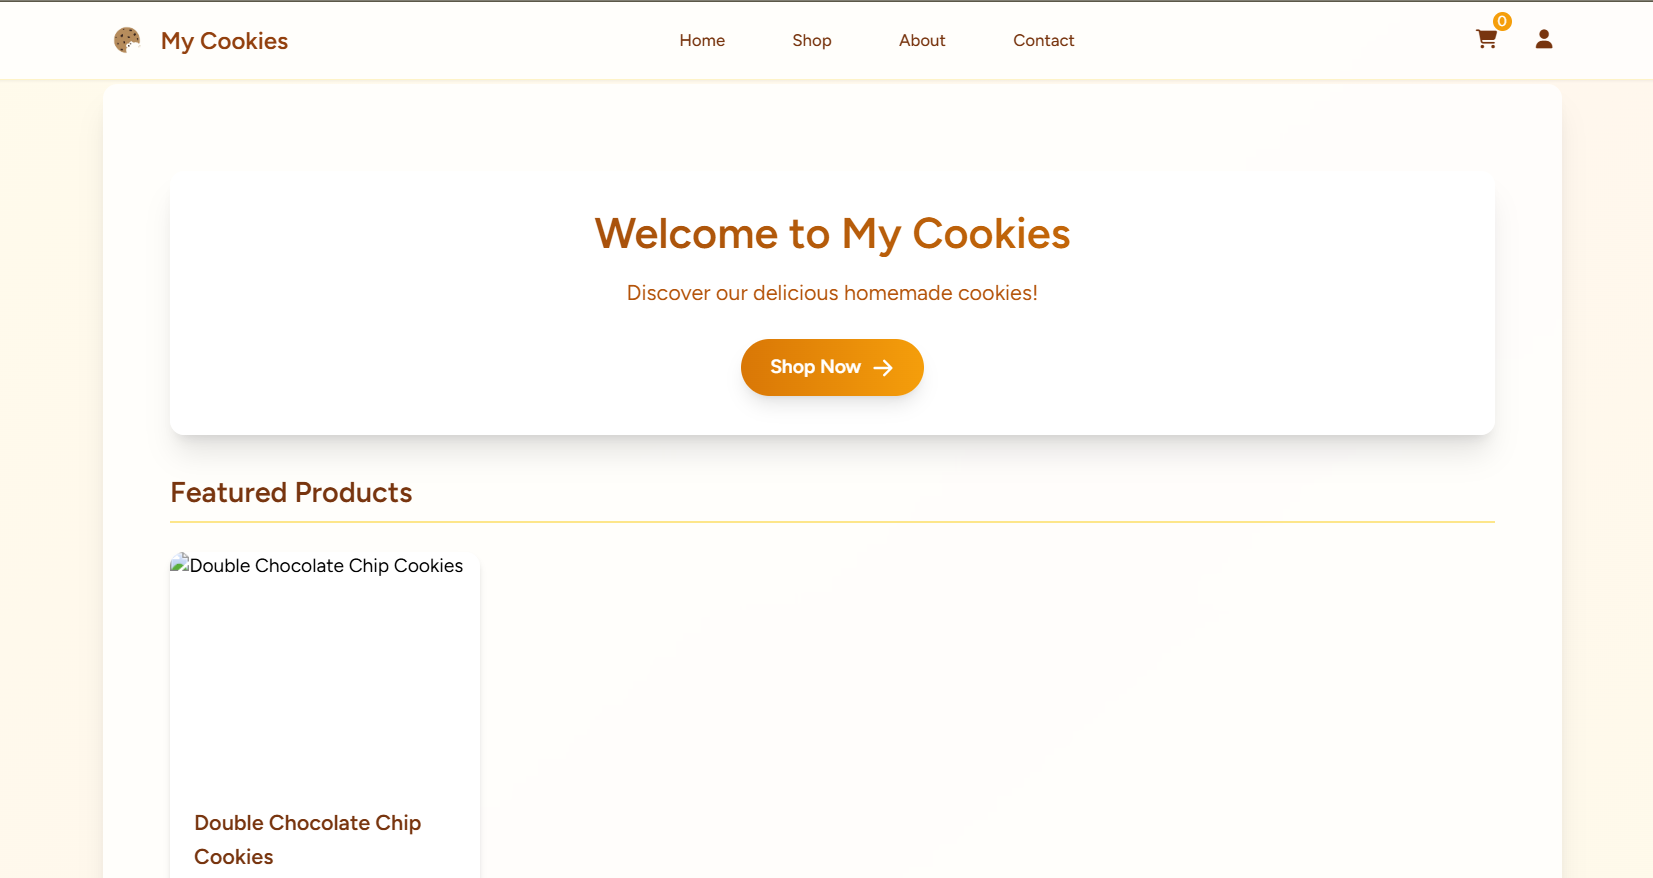 My Cookies
Home
Shop
About
Contact
0
Welcome to My Cookies
Discover our delicious homemade cookies!
Shop Now
Featured Products
Double Chocolate Chip Cookies
Double Chocolate Chip
Cookies